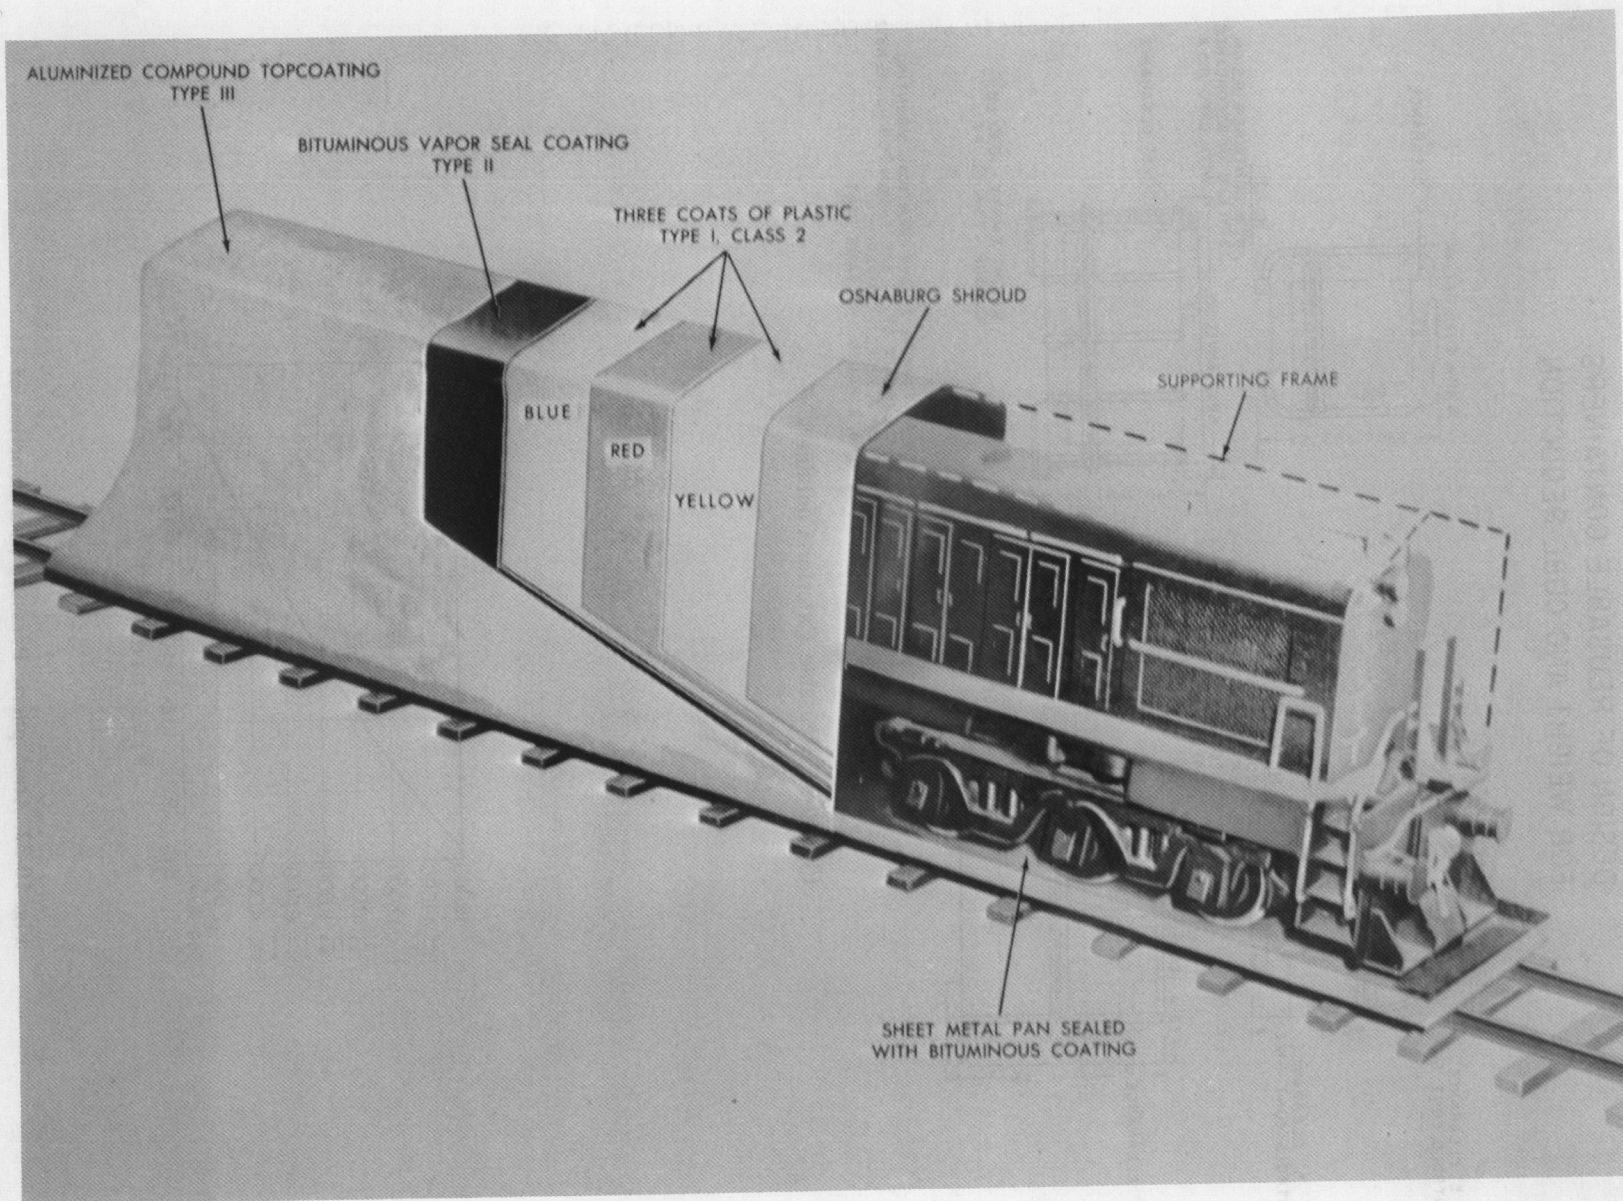 ALUMINIZED COMPOUND TOPCOATING
TYPE III
BITUMINOUS VAPOR SEAL COATING
TYPE II
THREE COATS OF PLASTIC
TYPE I, CLASS 2
OSNABURG SHROUD
SUPPORTING FRAME
BLUE
RED
YELLOW
SHEET METAL PAN SEALED
WITH BITUMINOUS COATING